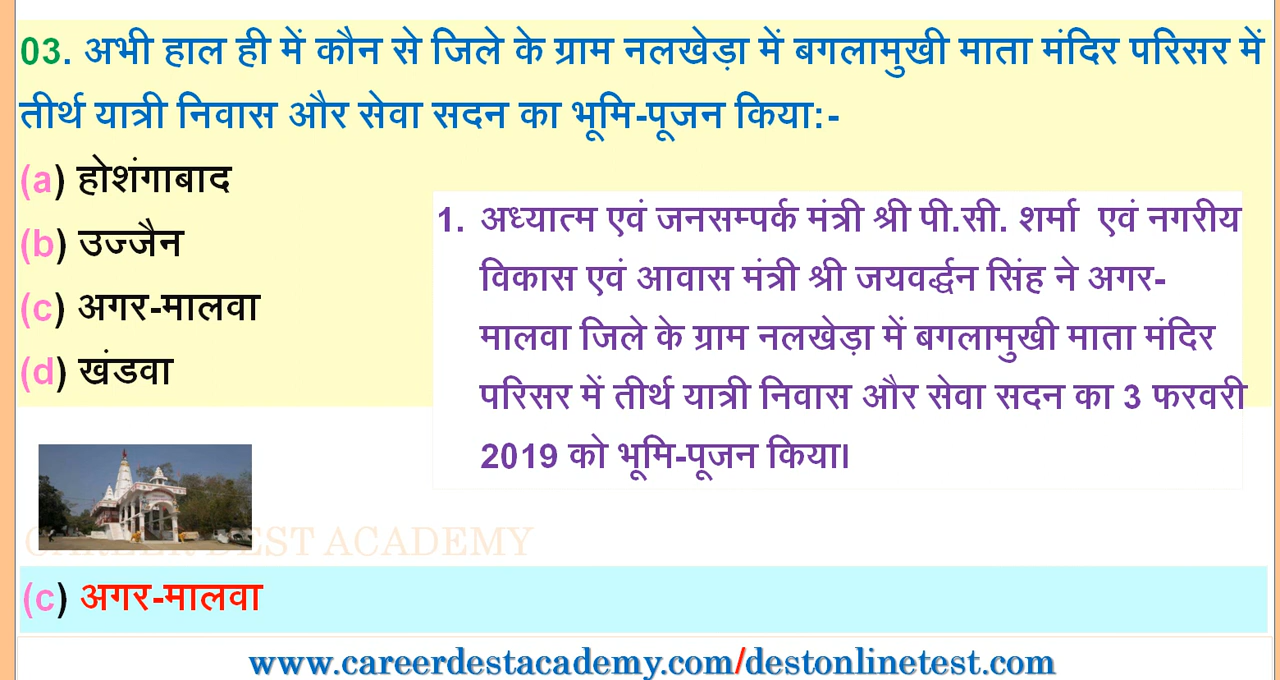 03. अभी हाल ही में कौन से जिले के ग्राम नलखेड़ा में बगलामुखी माता मंदिर परिसर में
तीर्थ यात्री निवास और सेवा सदन का भूमि-पूजन किया:-
(a) होशंगाबाद
(b) उज्जैन
(c) अगर-मालवा
(d) खंडवा
1. अध्यात्म एवं जनसम्पर्क मंत्री श्री पी.सी. शर्मा एवं नगरीय
विकास एवं आवास मंत्री श्री जयवर्द्धन सिंह ने अगर-
मालवा जिले के ग्राम नलखेड़ा में बगलामुखी माता मंदिर
परिसर में तीर्थ यात्री निवास और सेवा सदन का 3 फरवरी
2019 को भूमि-पूजन किया।
CAREER DEST ACADEMY
(c) अगर-मालवा
www.careerdestacademy.com/destonlinetest.com